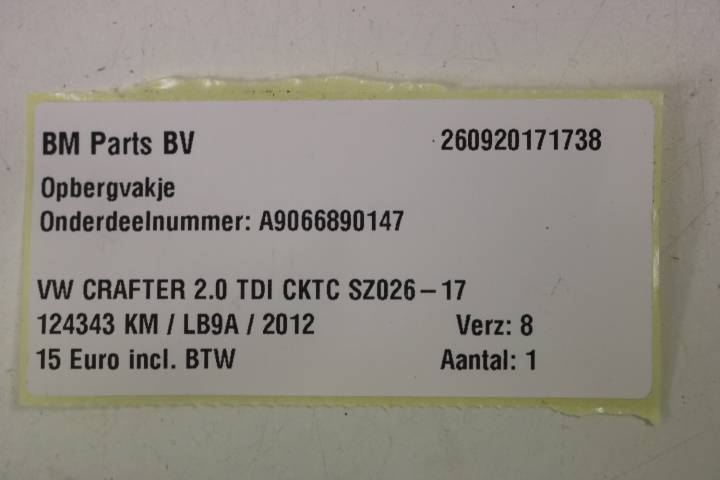 BM Parts BV 260920171738
Opbergvakje
Onderdeelnummer: A9066890147
VW CRAFTER 2.0 TDI CKTC SZ026-17
124343 KM / LB9A / 2012 Verz: 8
15 Euro incl. BTW Aantal: 1